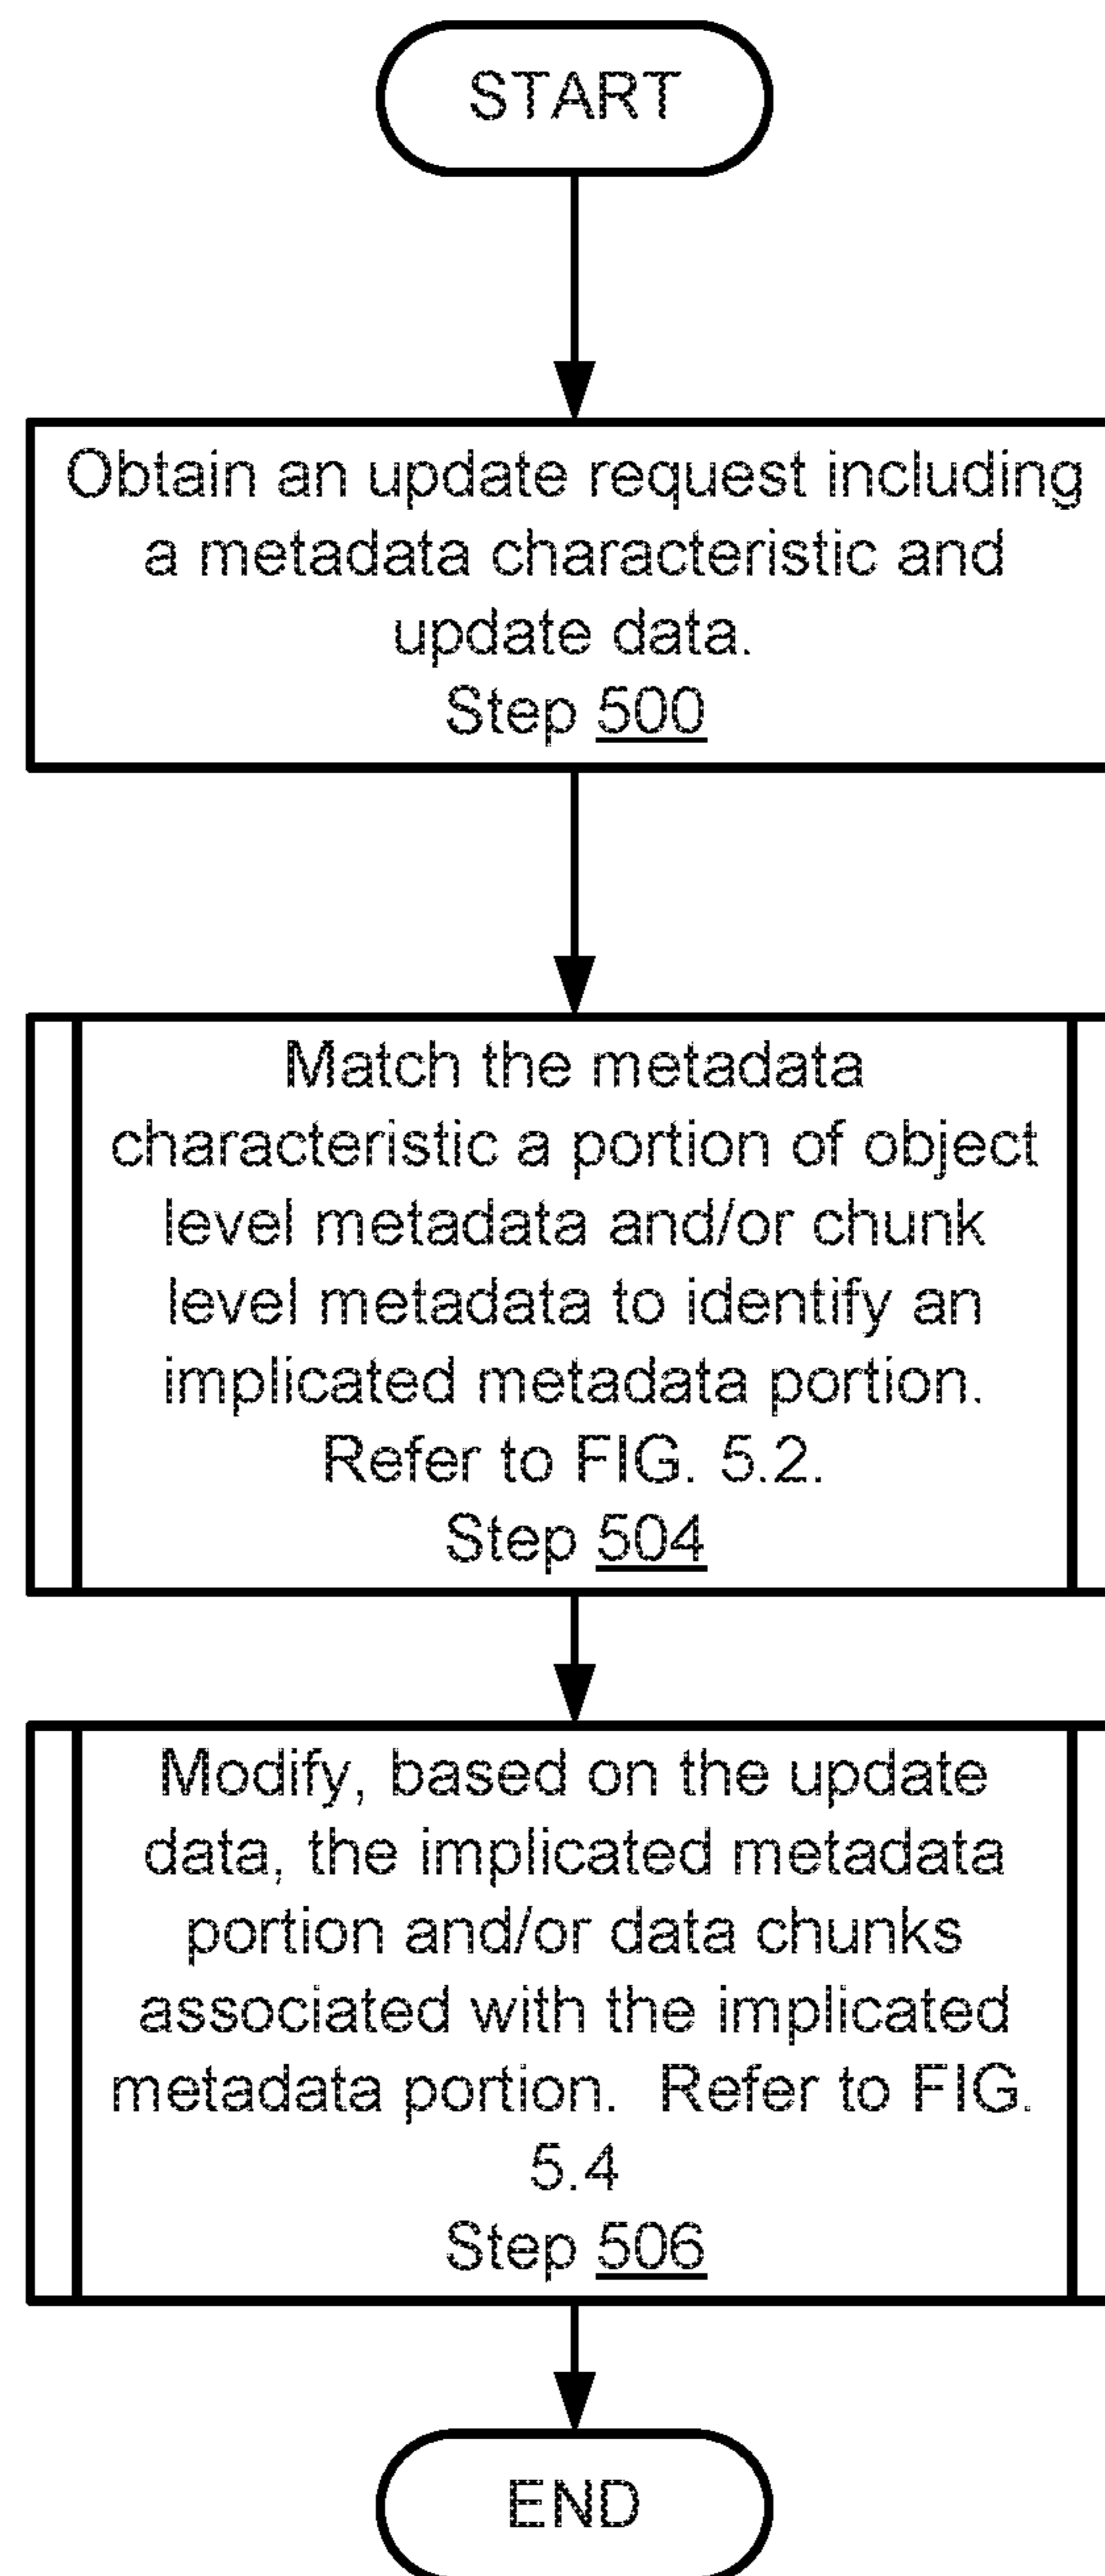 START
Obtain an update request including
a metadata characteristic and
update data.
Step 500
Match the metadata
characteristic a portion of object
level metadata and/or chunk
level metadata to identify an
implicated metadata portion.
Refer to FIG. 5.2.
Step 504
Modify, based on the update
data, the implicated metadata
portion and/or data chunks
associated with the implicated
metadata portion.  Refer to FIG.
5.4
Step 506
END